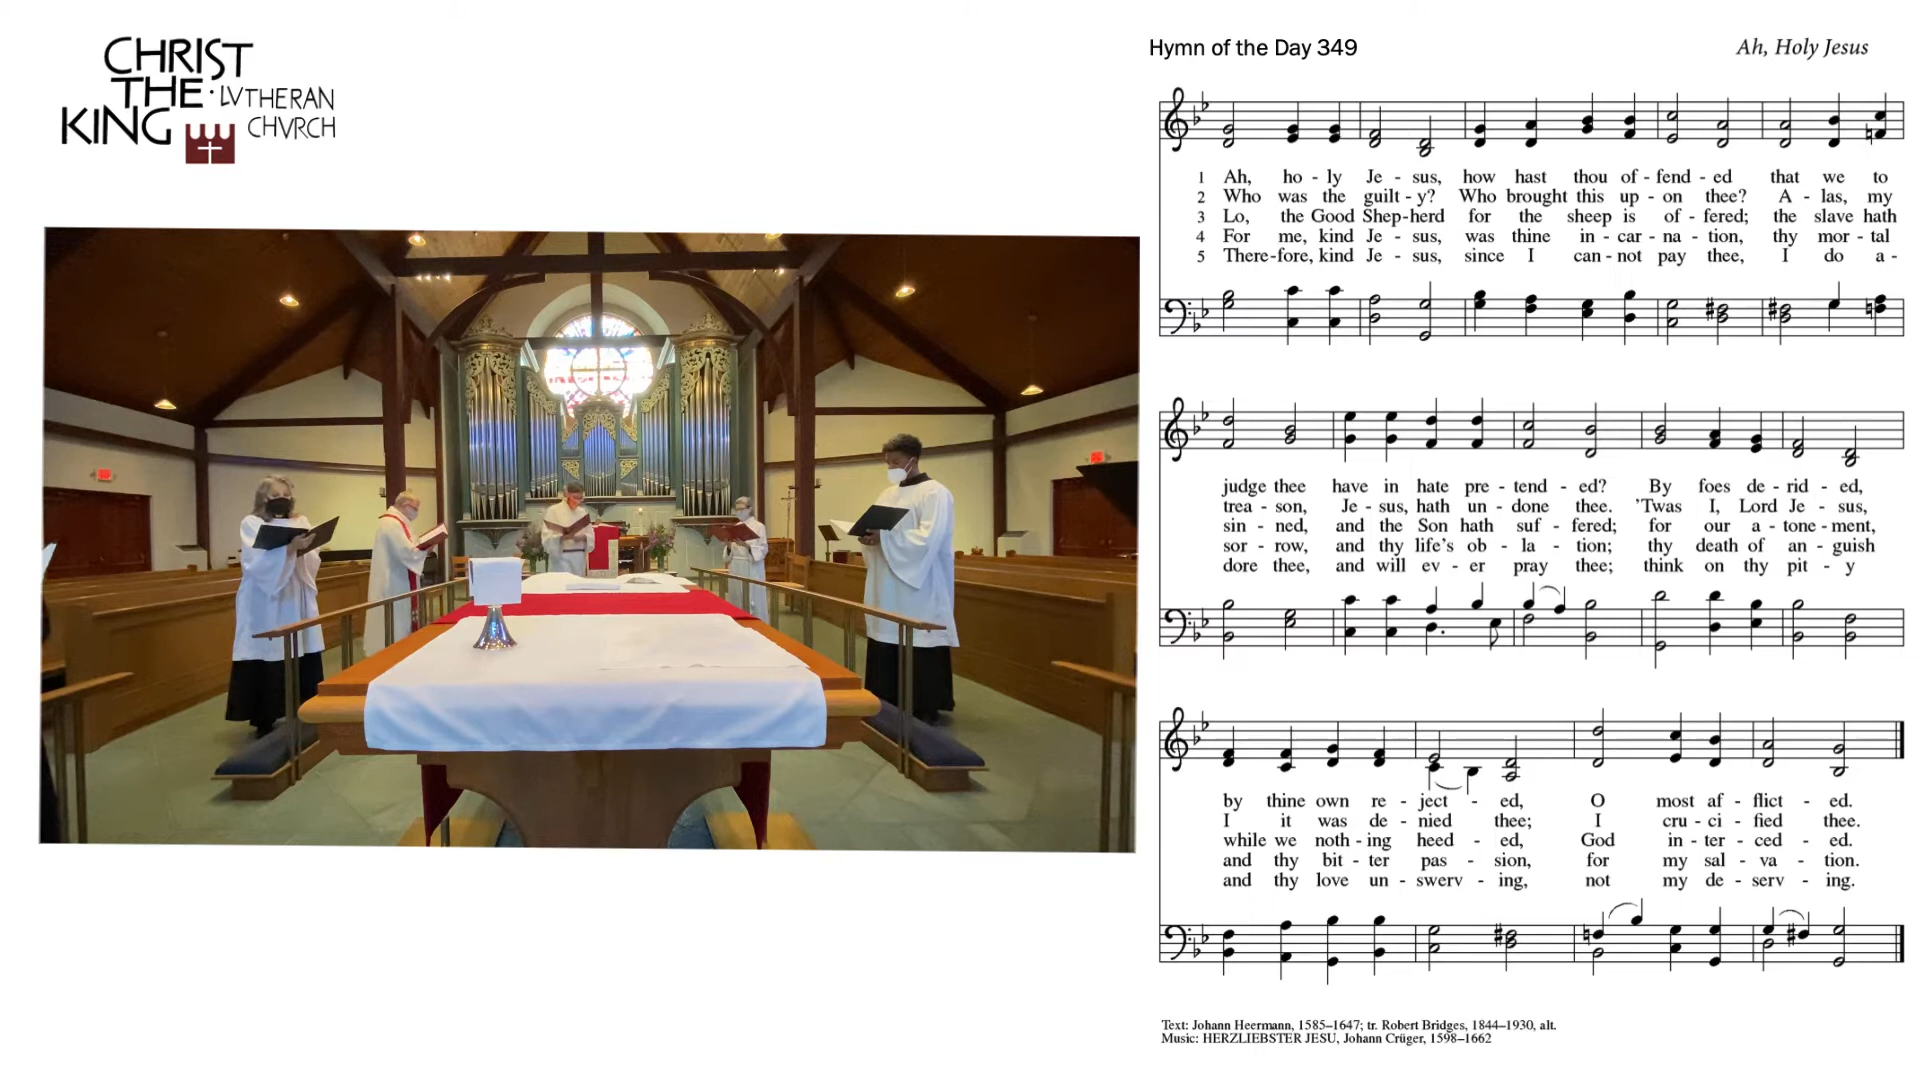 CHRIST
THE · LVTHERAN
KING CHVRCH
Hymn of the Day 349
Ah, Holy Jesus
1 Ah, ho - ly Je - sus, how hast thou of - fend - ed that we to
2 Who was the guilt - y? Who brought this up - on thee? A - las, my
3 Lo, the Good Shep-herd for the sheep is of - fered; the slave hath
4 For me, kind Je - sus, was thine in - car - na - tion, thy mor - tal
5 There-fore, kind Je - sus, since I can - not pay thee, I do a -
judge thee have in hate pre - tend - ed? By foes de - rid - ed,
trea - son, Je - sus, hath un - done thee. 'Twas I, Lord Je - sus,
sin - ned, and the Son hath suf - fered; for our a - tone - ment,
sor - row, and thy life's ob - la - tion; thy death of an - guish
dore thee, and will ev - er pray thee; think on thy pit - y
by thine own re - ject - ed, O most af - flict - ed.
I it was de - nied thee; I cru - ci - fied thee.
while we noth - ing heed - ed, God in - ter - ced - ed.
and thy bit - ter pas - sion, for my sal - va - tion.
and thy love un - swerv - ing, not my de - serv - ing.
Text: Johann Heermann, 1585–1647; tr. Robert Bridges, 1844–1930, alt.
Music: HERZLIEBSTER JESU, Johann Crüger, 1598–1662